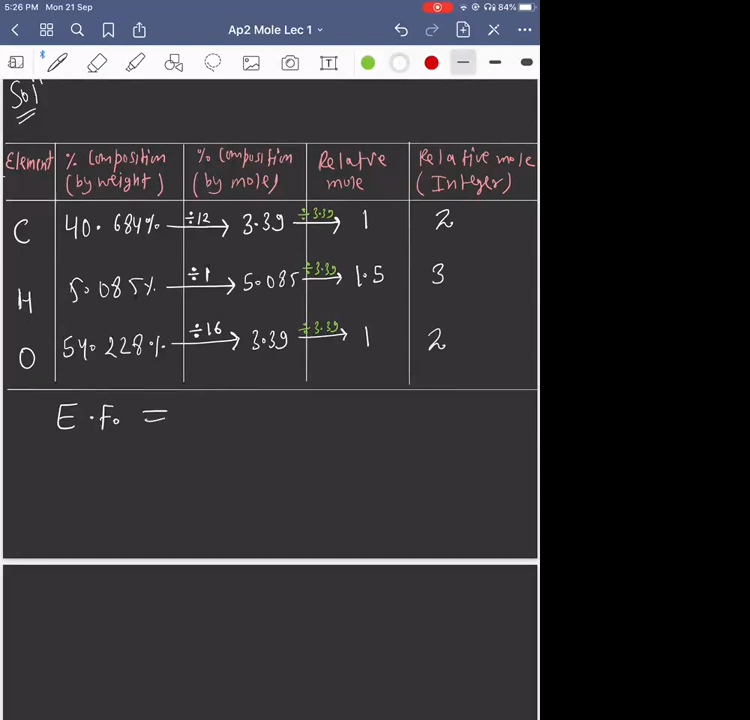 5:26 PM Mon 21 Sep 84%
Ap2 Mole Lec 1
T
Sol
Element % Composition (by weight) % Composition (by mole) Relative mole Relative mole (Integer)
C 40.684% ÷12 3.39 ÷3.39 1 2
H 5.085% ÷1 5.085 ÷3.39 1.5 3
O 54.228% ÷16 3.39 ÷3.39 1 2
E.F. =